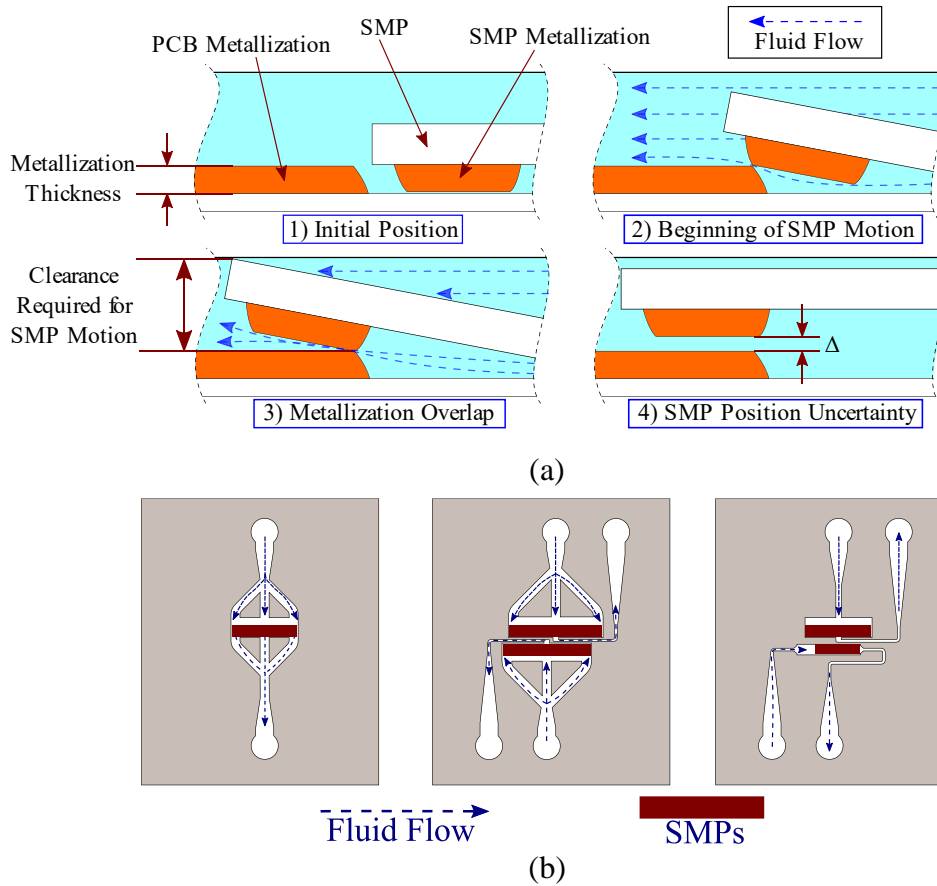 PCB Metallization
SMP
SMP Metallization
Fluid Flow
Metallization
Thickness
1) Initial Position
2) Beginning of SMP Motion
Clearance
Required for
SMP Motion
Δ
3) Metallization Overlap
4) SMP Position Uncertainty
(a)
Fluid Flow
SMPs
(b)